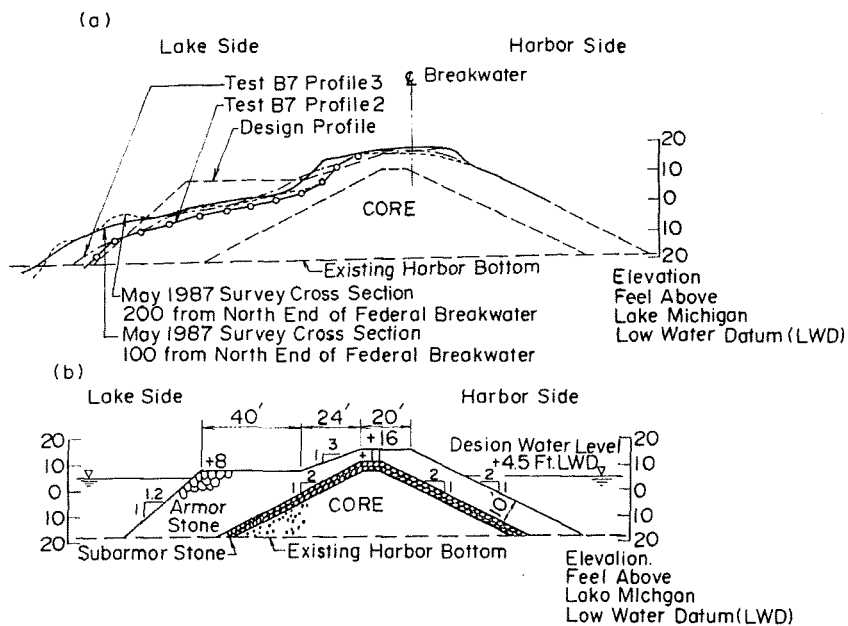 (a)
Lake Side
Harbor Side
Test B7 Profile 3
Test B7 Profile 2
Design Profile
℄ Breakwater
20
10
0
10
20
CORE
Existing Harbor Bottom
Elevation
Feel Above
Lake Michigan
Low Water Datum (LWD)
May 1987 Survey Cross Section
200 from North End of Federal Breakwater
May 1987 Survey Cross Section
100 from North End of Federal Breakwater
(b)
Lake Side
Harbor Side
40'
24'
20'
20
10
0
10
20
+8
1
3
+16
Desion Water Level
+4.5 Ft. LWD
1
1.2
Armor
Stone
1
2
CORE
2
1
2
1
10'
20
10
0
10
20
Subarmor Stone
Existing Harbor Bottom
Elevalion.
Feel Above
Lako MIchgan
Low Water Datum (LWD)